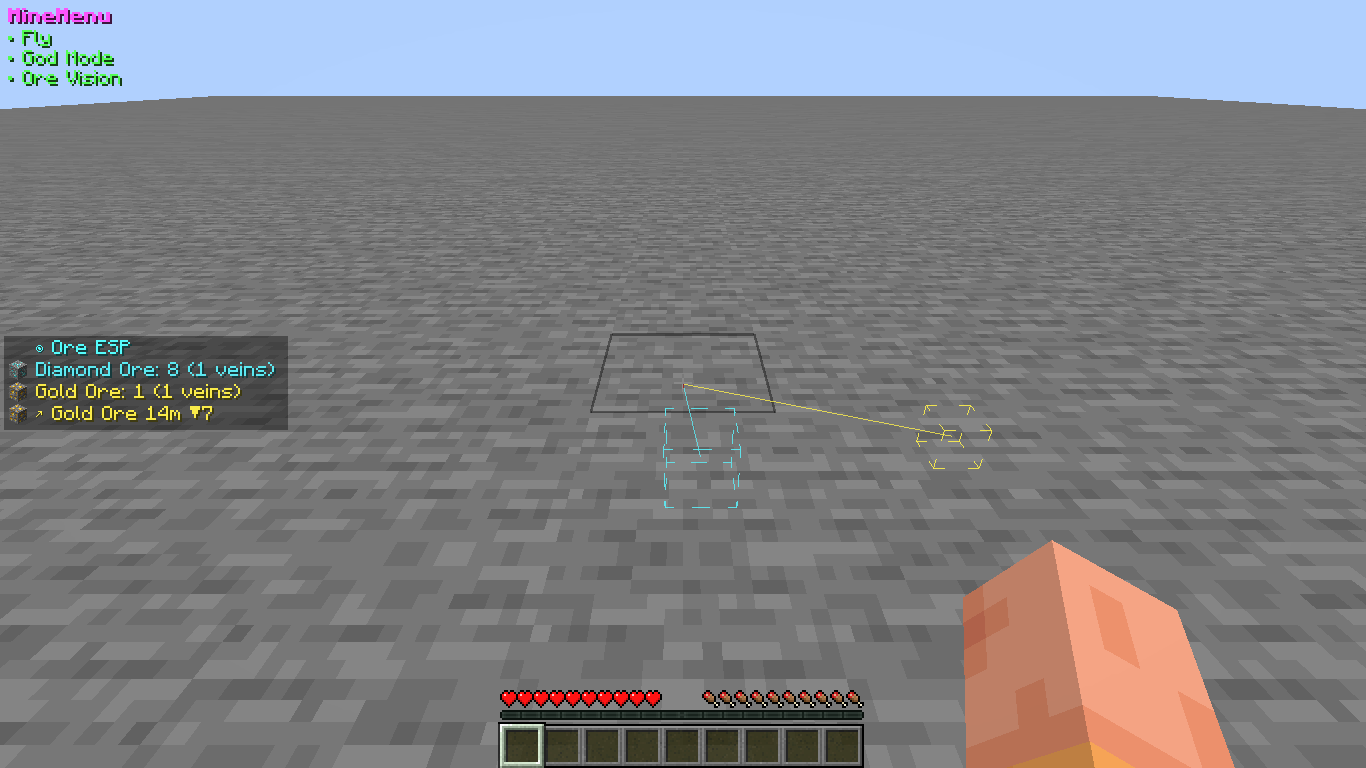 MineMenu
• Fly
• God Mode
• Ore Vision
◎ Ore ESP
Diamond Ore: 8 (1 veins)
Gold Ore: 1 (1 veins)
↗ Gold Ore 14m ▼7